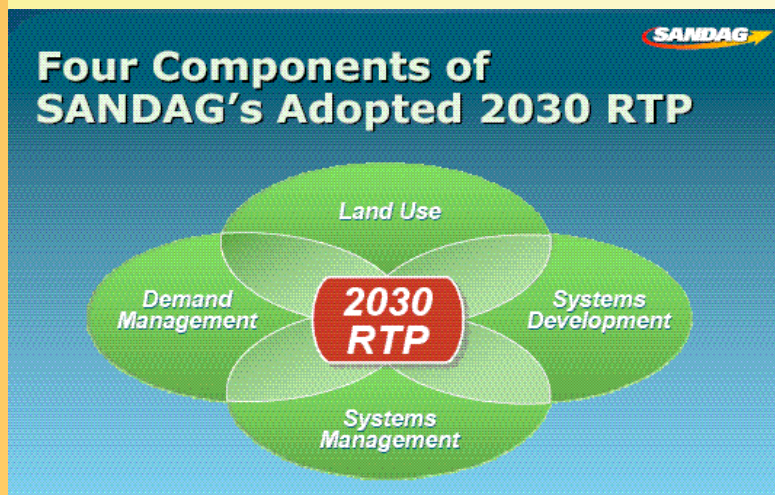 SANDAG
Four Components of
SANDAG's Adopted 2030 RTP
Land Use
Demand
Management
2030
RTP
Systems
Development
Systems
Management